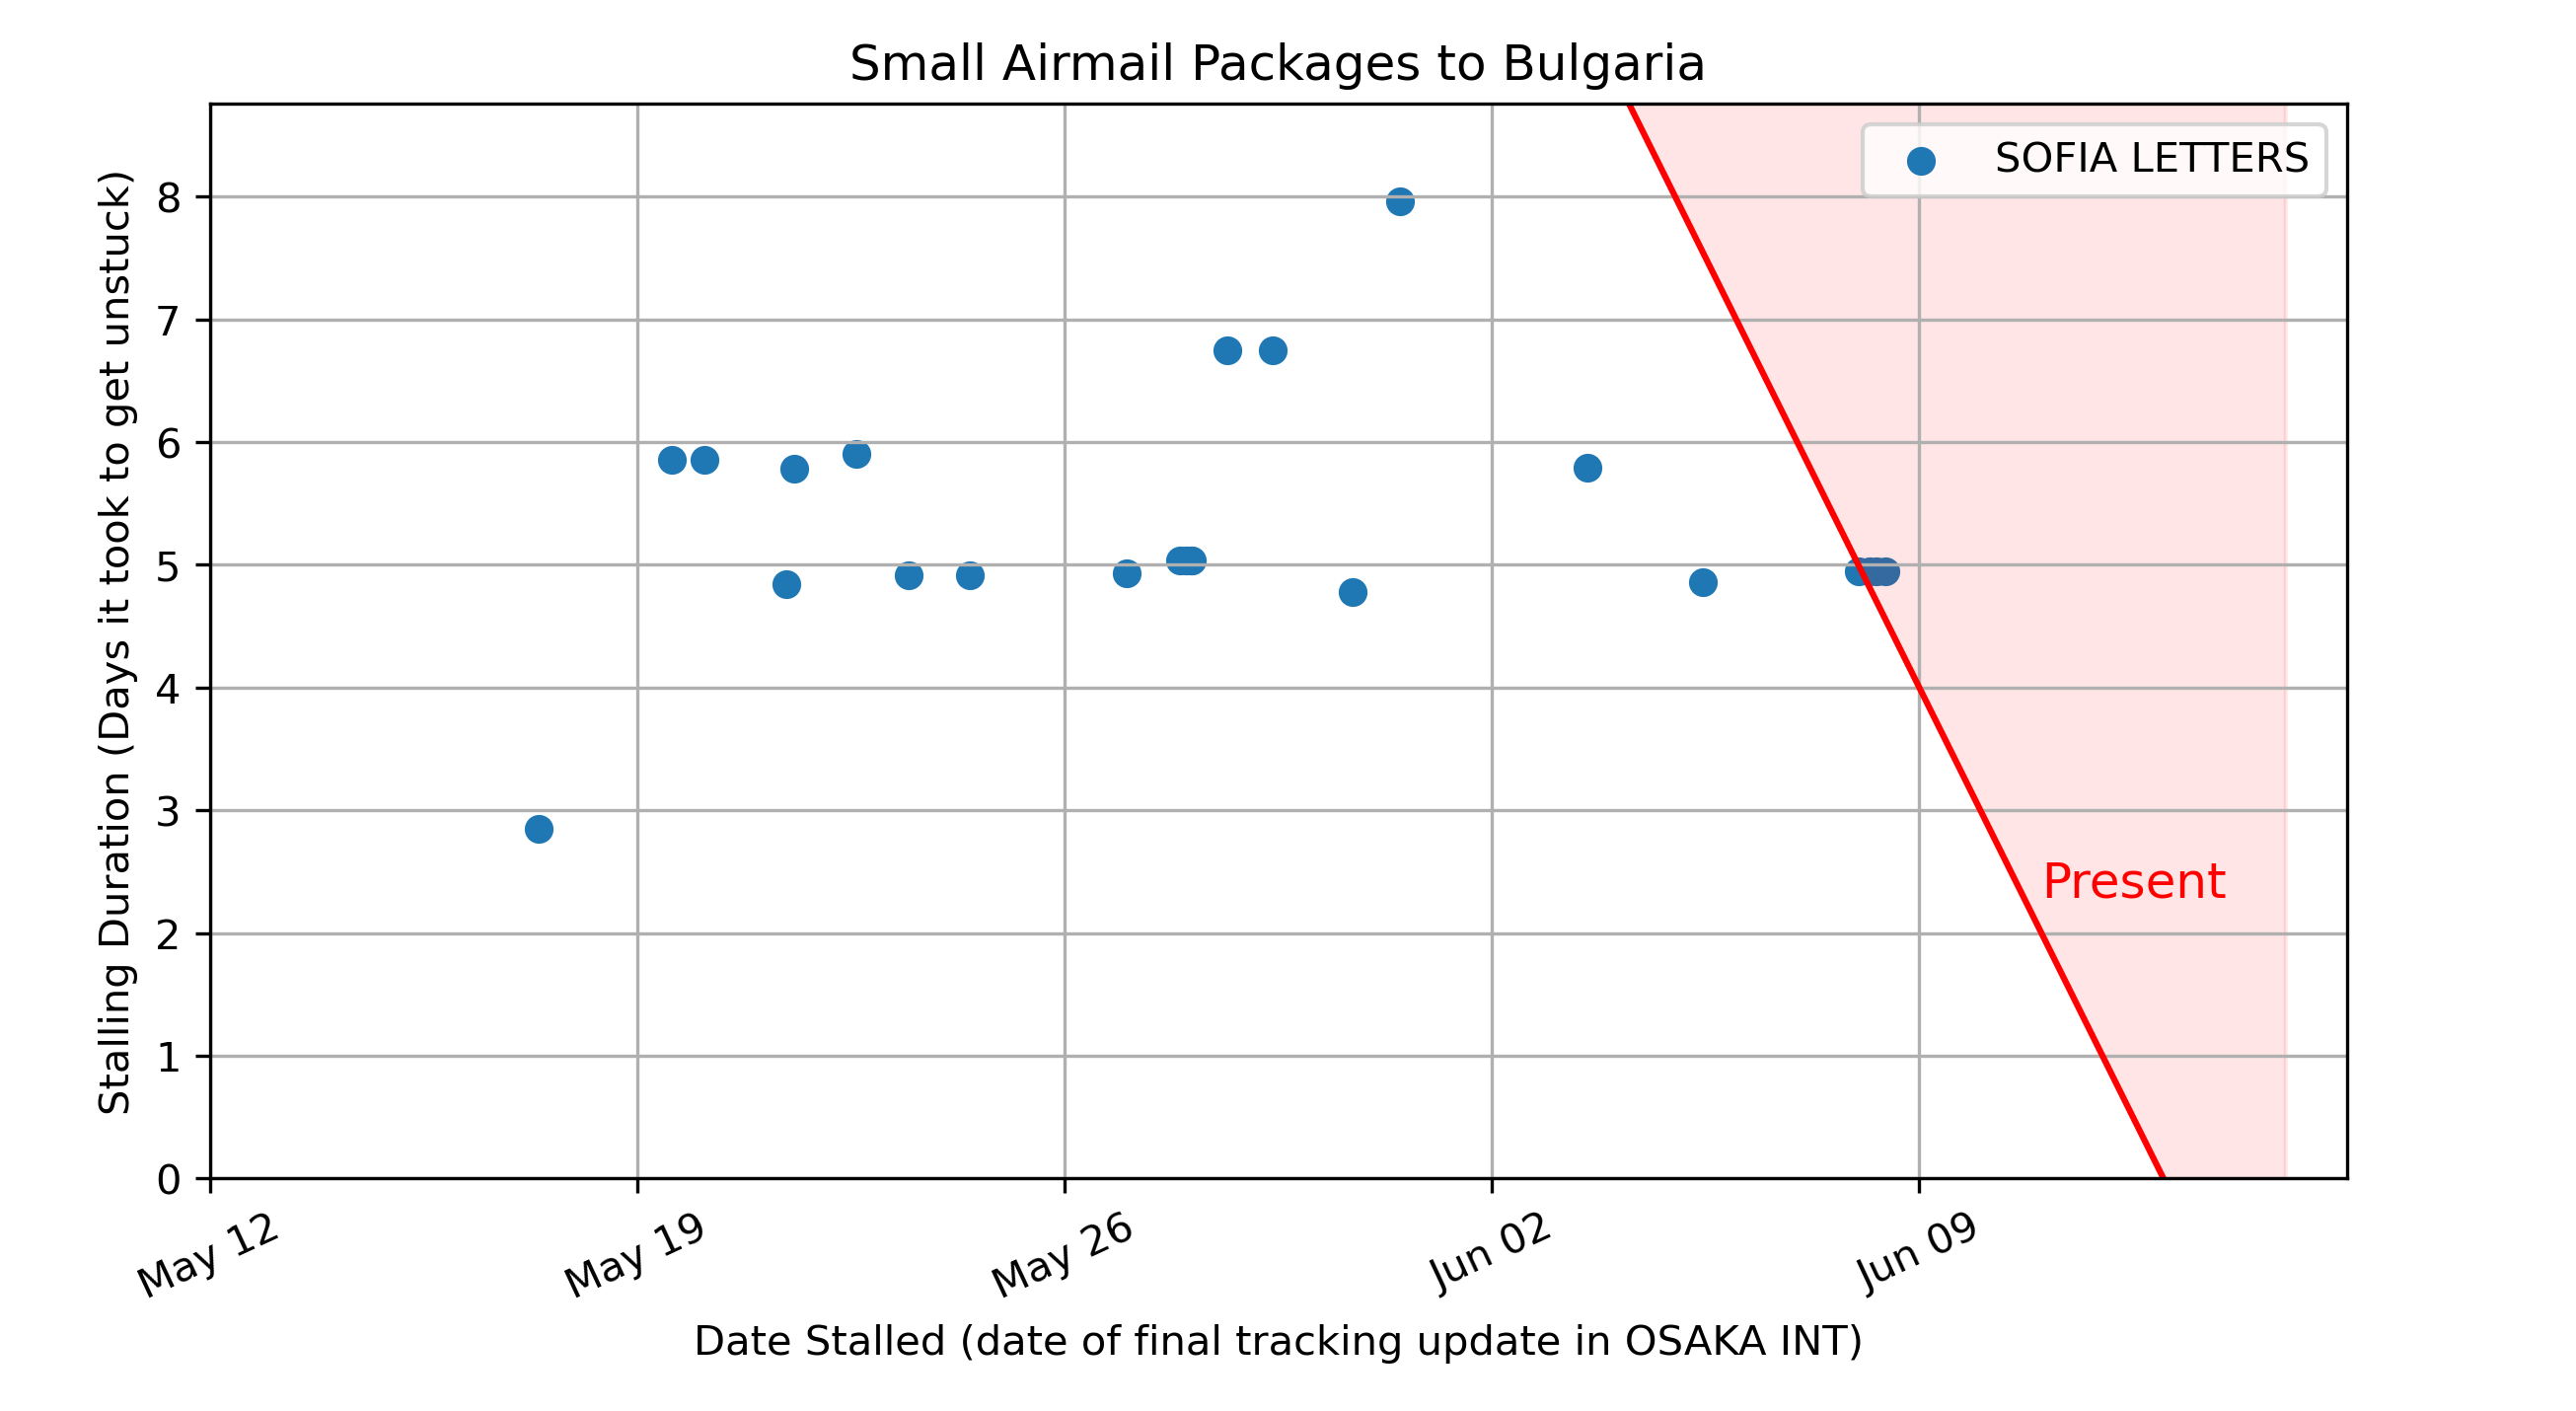 Small Airmail Packages to Bulgaria
SOFIA LETTERS
Stalling Duration (Days it took to get unstuck)
8
7
6
5
4
3
2
1
0
Present
May 12
May 19
May 26
Jun 02
Jun 09
Date Stalled (date of final tracking update in OSAKA INT)